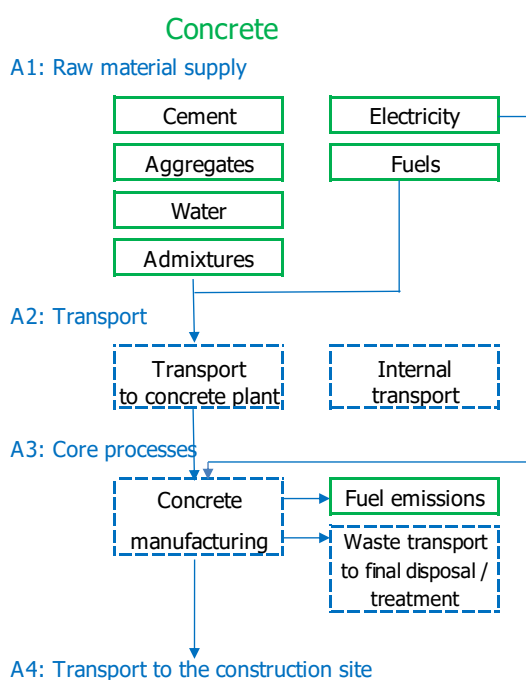 Concrete
A1: Raw material supply
Cement
Electricity
Aggregates
Fuels
Water
Admixtures
A2: Transport
Transport
to concrete plant
Internal
transport
A3: Core processes
Concrete
manufacturing
Fuel emissions
Waste transport
to final disposal /
treatment
A4: Transport to the construction site